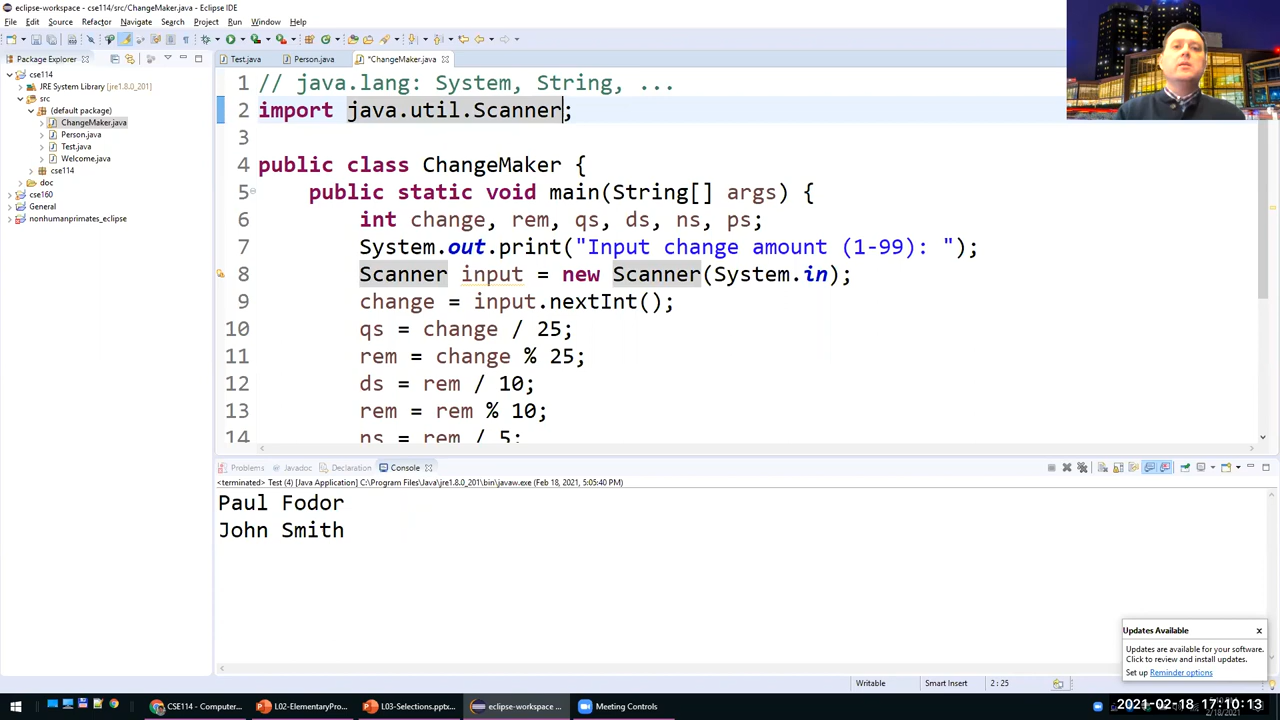 eclipse-workspace - cse114/src/ChangeMaker.java - Eclipse IDE
File Edit Source Refactor Navigate Search Project Run Window Help
Package Explorer
Test.java Person.java *ChangeMaker.java
cse114
JRE System Library [jre1.8.0_201]
src
(default package)
ChangeMaker.java
Person.java
Test.java
Welcome.java
cse114
doc
cse160
General
nonhumanprimates_eclipse
1 // java.lang: System, String, ...
2 import java.util.Scanner;
3
4 public class ChangeMaker {
5 public static void main(String[] args) {
6 int change, rem, qs, ds, ns, ps;
7 System.out.print("Input change amount (1-99): ");
8 Scanner input = new Scanner(System.in);
9 change = input.nextInt();
10 qs = change / 25;
11 rem = change % 25;
12 ds = rem / 10;
13 rem = rem % 10;
14 ns = rem / 5;
Problems Javadoc Declaration Console
<terminated> Test (4) [Java Application] C:\Program Files\Java\jre1.8.0_201\bin\javaw.exe (Feb 18, 2021, 5:05:40 PM)
Paul Fodor
John Smith
Updates Available
Updates are available for your software.
Click to review and install updates.
Set up Reminder options
Writable Smart Insert 2 : 25
CSE114 - Computer... L02-ElementaryPro... L03-Selections.pptx... eclipse-workspace ... Meeting Controls
2021-02-18 17:10:13